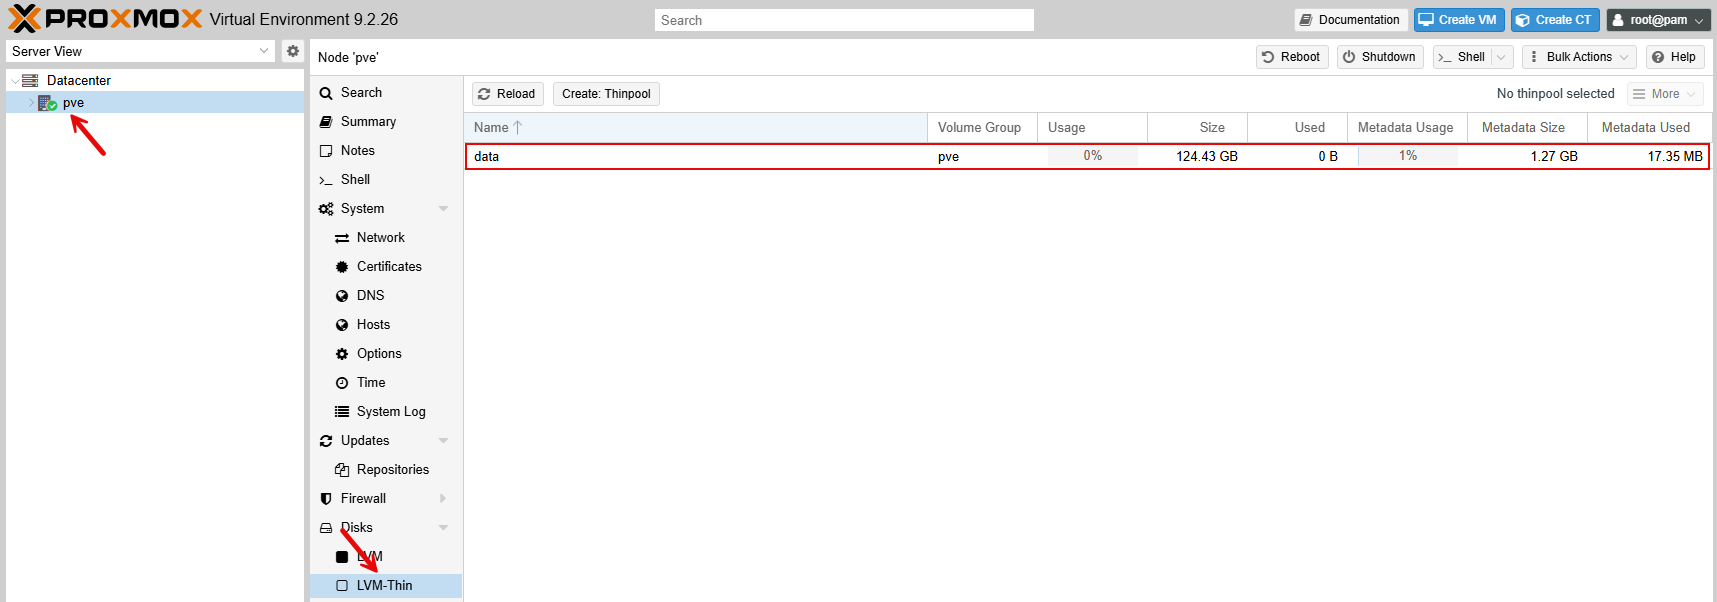 PROXMOX Virtual Environment 9.2.26
Search
Documentation
Create VM
Create CT
root@pam
Server View
Datacenter
pve
Node 'pve'
Reboot
Shutdown
>_ Shell
Bulk Actions
Help
Search
Summary
Notes
>_ Shell
System
Network
Certificates
DNS
Hosts
Options
Time
System Log
Updates
Repositories
Firewall
Disks
LVM
LVM-Thin
Reload
Create: Thinpool
No thinpool selected
More
Name Volume Group Usage Size Used Metadata Usage Metadata Size Metadata Used
data pve 0% 124.43 GB 0 B 1% 1.27 GB 17.35 MB